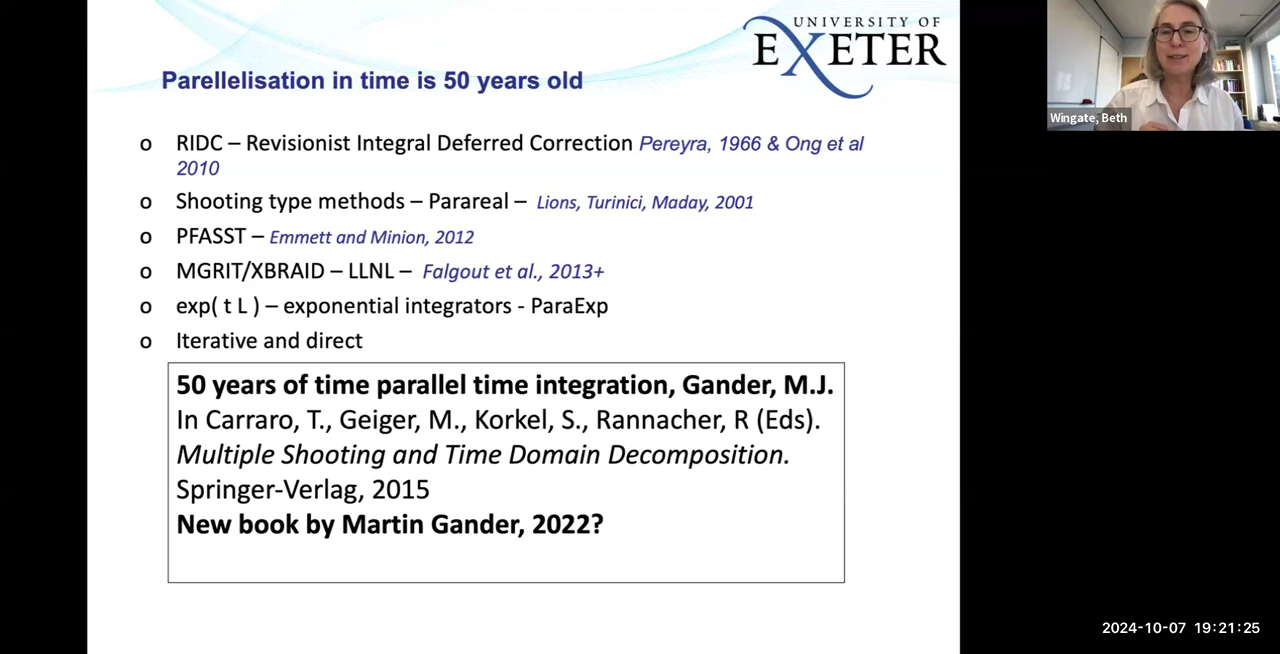 UNIVERSITY OF
EXETER
Parellelisation in time is 50 years old
o RIDC – Revisionist Integral Deferred Correction Pereyra, 1966 & Ong et al
2010
o Shooting type methods – Parareal – Lions, Turinici, Maday, 2001
o PFASST – Emmett and Minion, 2012
o MGRIT/XBRAID – LLNL – Falgout et al., 2013+
o exp( t L ) – exponential integrators - ParaExp
o Iterative and direct
50 years of time parallel time integration, Gander, M.J.
In Carraro, T., Geiger, M., Korkel, S., Rannacher, R (Eds).
Multiple Shooting and Time Domain Decomposition.
Springer-Verlag, 2015
New book by Martin Gander, 2022?
Wingate, Beth
2024-10-07 19:21:25